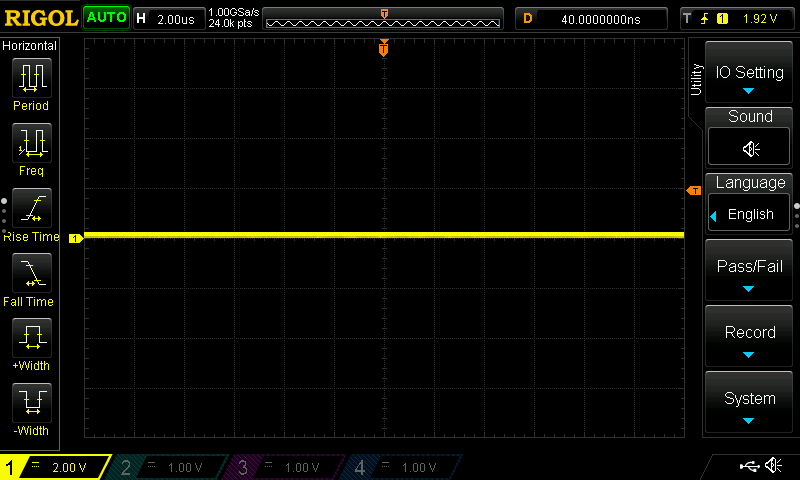 RIGOL AUTO H 2.00us 1.00GSa/s D 40.0000000ns T 1 1.92 V
24.0k pts
T
Horizontal
Period
Freq
Rise Time
Fall Time
+Width
-Width
T
1
T
Utility
IO Setting
Sound
Language
English
Pass/Fail
Record
System
1 2.00 V 2 1.00 V 3 1.00 V 4 1.00 V